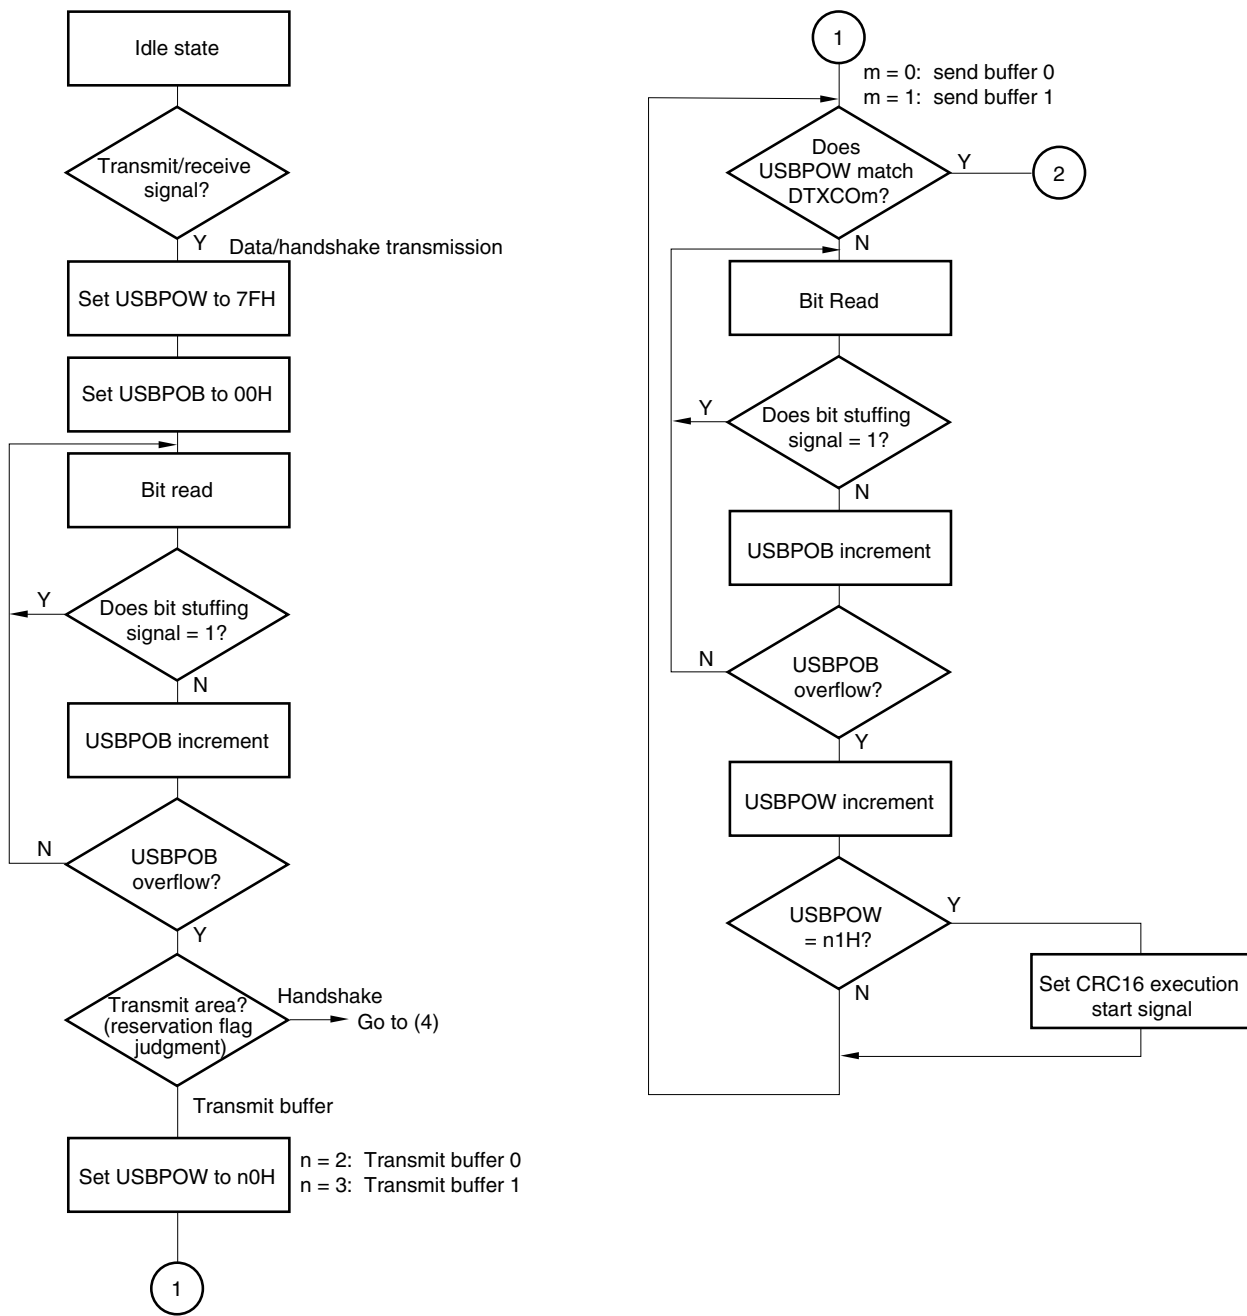 Idle state
Transmit/receive
signal?
Y
Data/handshake transmission
Set USBPOW to 7FH
Set USBPOB to 00H
Bit read
Y
Does bit stuffing
signal = 1?
N
USBPOB increment
N
USBPOB
overflow?
Y
Transmit area?
(reservation flag
judgment)
Handshake
Go to (4)
Transmit buffer
Set USBPOW to n0H
n = 2: Transmit buffer 0
n = 3: Transmit buffer 1
1
1
m = 0: send buffer 0
m = 1: send buffer 1
Does
USBPOW match
DTXCOm?
Y
2
N
Bit Read
Y
Does bit stuffing
signal = 1?
N
USBPOB increment
N
USBPOB
overflow?
Y
USBPOW increment
USBPOW
= n1H?
Y
N
Set CRC16 execution
start signal